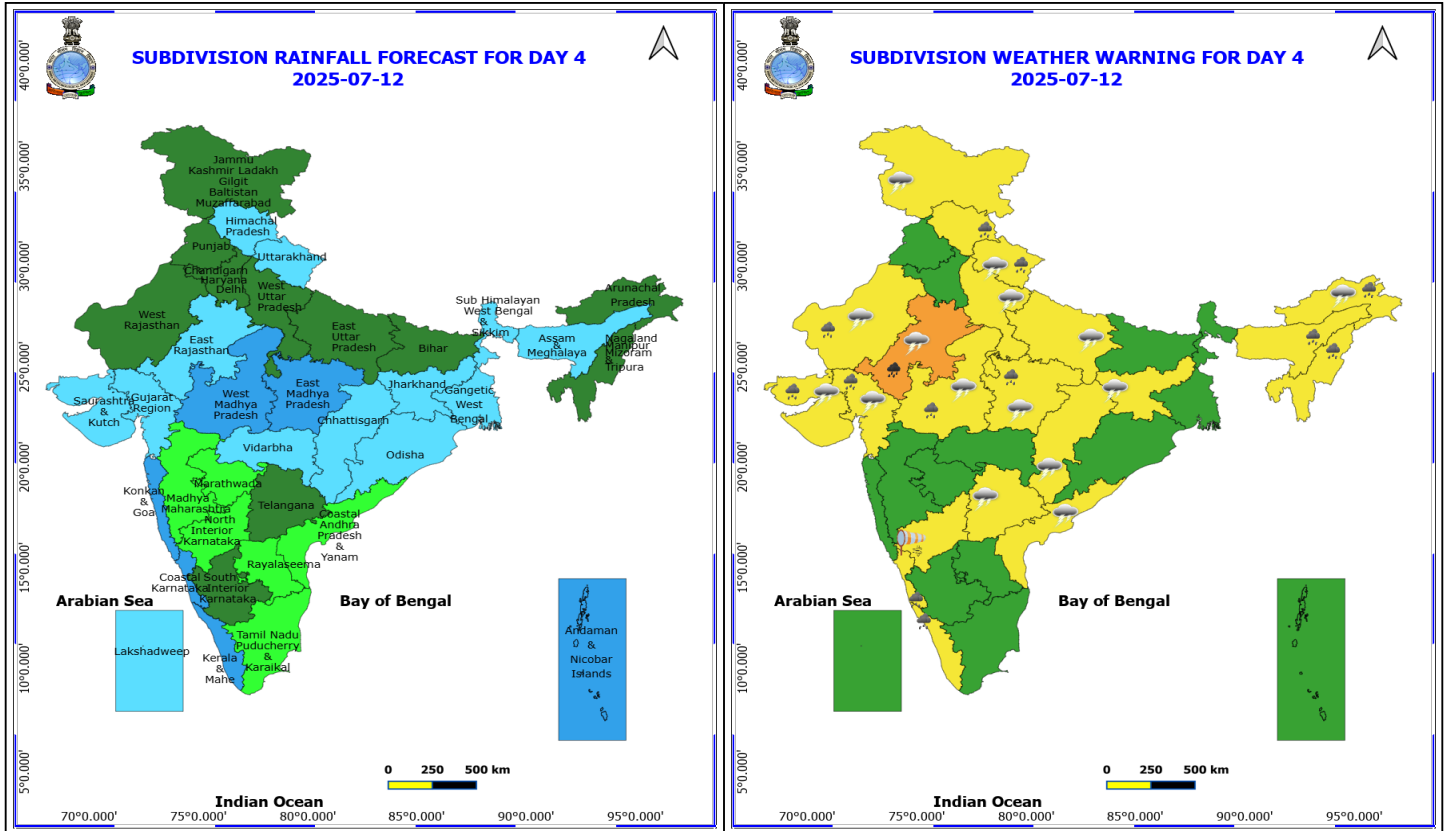 SUBDIVISION RAINFALL FORECAST FOR DAY 4
2025-07-12
40°0.000'
35°0.000'
30°0.000'
25°0.000'
20°0.000'
15°0.000'
10°0.000'
5°0.000'
Jammu
Kashmir Ladakh
Gilgit
Baltistan
Muzaffarabad
Himachal
Pradesh
Punjab
Uttarakhand
Chandigarh
Haryana
Delhi
West
Uttar
Pradesh
West
Rajasthan
East
Rajasthan
East
Uttar
Pradesh
Bihar
Sub Himalayan
West Bengal
&
Sikkim
Arunachal
Pradesh
Assam
&
Meghalaya
Nagaland
Manipur
Mizoram
&
Tripura
Saurashtra
&
Kutch
Gujarat
Region
West
Madhya
Pradesh
East
Madhya
Pradesh
Jharkhand
Gangetic
West
Bengal
Chhattisgarh
Odisha
Vidarbha
Konkan
&
Goa
Madhya
Maharashtra
Marathwada
Telangana
North
Interior
Karnataka
Coastal
Andhra
Pradesh
&
Yanam
Rayalaseema
Coastal
Karnataka
South
Interior
Karnataka
Arabian Sea
Bay of Bengal
Lakshadweep
Kerala
&
Mahe
Tamil Nadu
Puducherry
&
Karaikal
Andaman
&
Nicobar
Islands
0 250 500 km
Indian Ocean
70°0.000' 75°0.000' 80°0.000' 85°0.000' 90°0.000' 95°0.000'
SUBDIVISION WEATHER WARNING FOR DAY 4
2025-07-12
40°0.000'
35°0.000'
30°0.000'
25°0.000'
20°0.000'
15°0.000'
10°0.000'
5°0.000'
Arabian Sea
Bay of Bengal
0 250 500 km
Indian Ocean
70°0.000' 75°0.000' 80°0.000' 85°0.000' 90°0.000' 95°0.000'